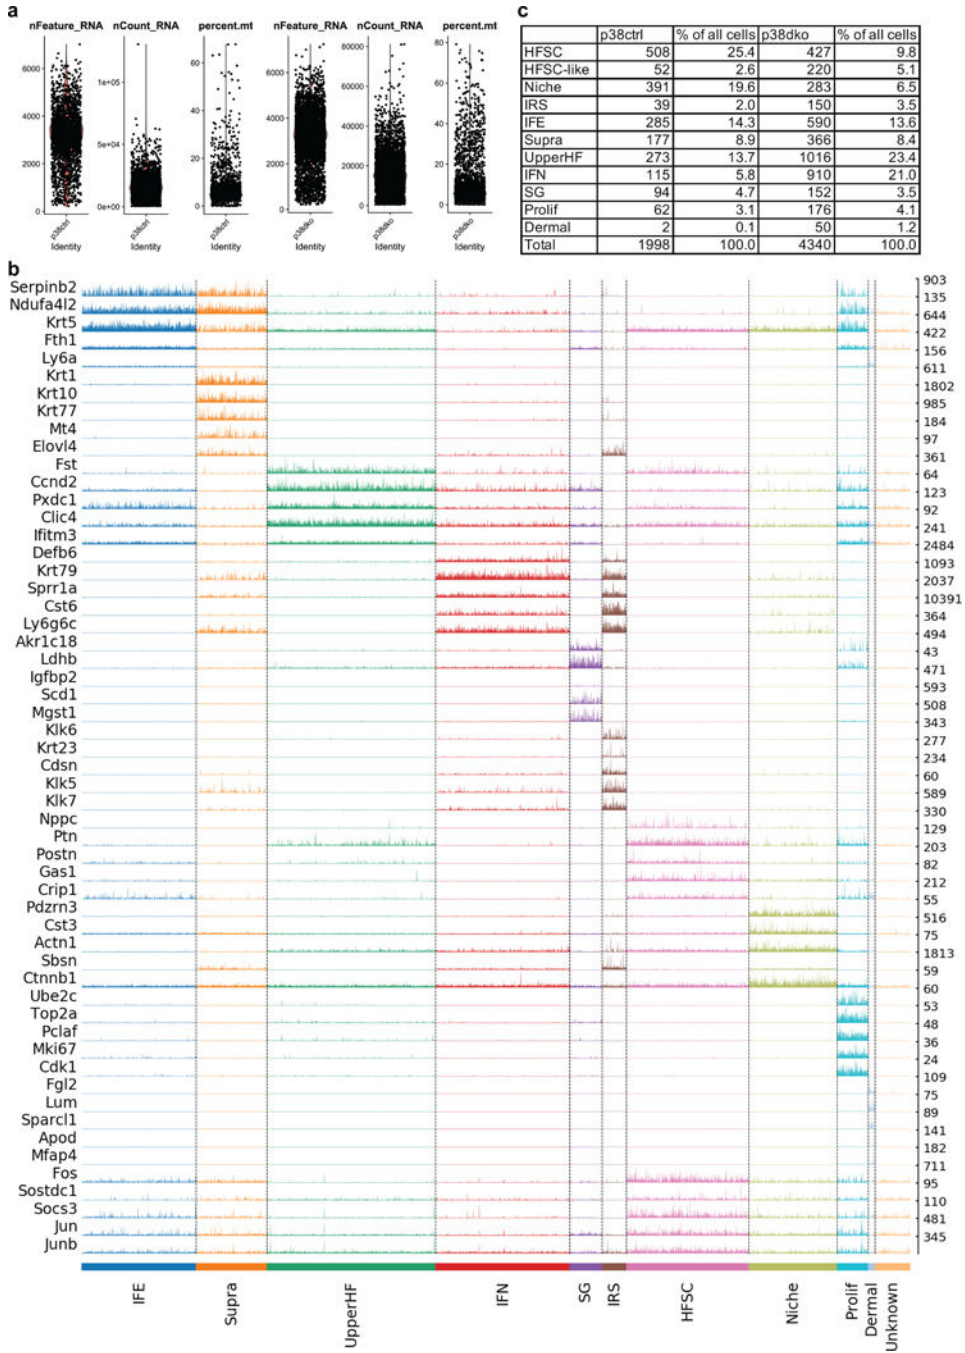 a
nFeature_RNA nCount_RNA percent.mt nFeature_RNA nCount_RNA percent.mt
6000
4000
2000
0
p38ctrl
Identity
1e+05
5e+04
0e+00
p38ctrl
Identity
60
40
20
0
p38ctrl
Identity
8000
6000
4000
2000
0
p38dko
Identity
80000
60000
40000
20000
0
p38dko
Identity
80
60
40
20
0
p38dko
Identity
c
p38ctrl % of all cells p38dko % of all cells
HFSC 508 25.4 427 9.8
HFSC-like 52 2.6 220 5.1
Niche 391 19.6 283 6.5
IRS 39 2.0 150 3.5
IFE 285 14.3 590 13.6
Supra 177 8.9 366 8.4
UpperHF 273 13.7 1016 23.4
IFN 115 5.8 910 21.0
SG 94 4.7 152 3.5
Prolif 62 3.1 176 4.1
Dermal 2 0.1 50 1.2
Total 1998 100.0 4340 100.0
b
903
Serpinb2 135
Ndufa4l2 644
Krt5 422
Fth1 156
Ly6a 611
Krt1 1802
Krt10 985
Krt77 184
Mt4 97
Elovl4 361
Fst 64
Ccnd2 123
Pxdc1 92
Clic4 241
Ifitm3 2484
Defb6 1093
Krt79 2037
Sprr1a 10391
Cst6 364
Ly6g6c 494
Akr1c18 43
Ldhb 471
Igfbp2 593
Scd1 508
Mgst1 343
Klk6 277
Krt23 234
Cdsn 60
Klk5 589
Klk7 330
Nppc 129
Ptn 203
Postn 82
Gas1 212
Crip1 55
Pdzrn3 516
Cst3 75
Actn1 1813
Sbsn 59
Ctnnb1 60
Ube2c 53
Top2a 48
Pclaf 36
Mki67 24
Cdk1 109
Fgl2 75
Lum 89
Sparcl1 141
Apod 182
Mfap4 711
Fos 95
Sostdc1 110
Socs3 481
Jun 345
Junb
IFE Supra UpperHF IFN SG IRS HFSC Niche Prolif Dermal Unknown